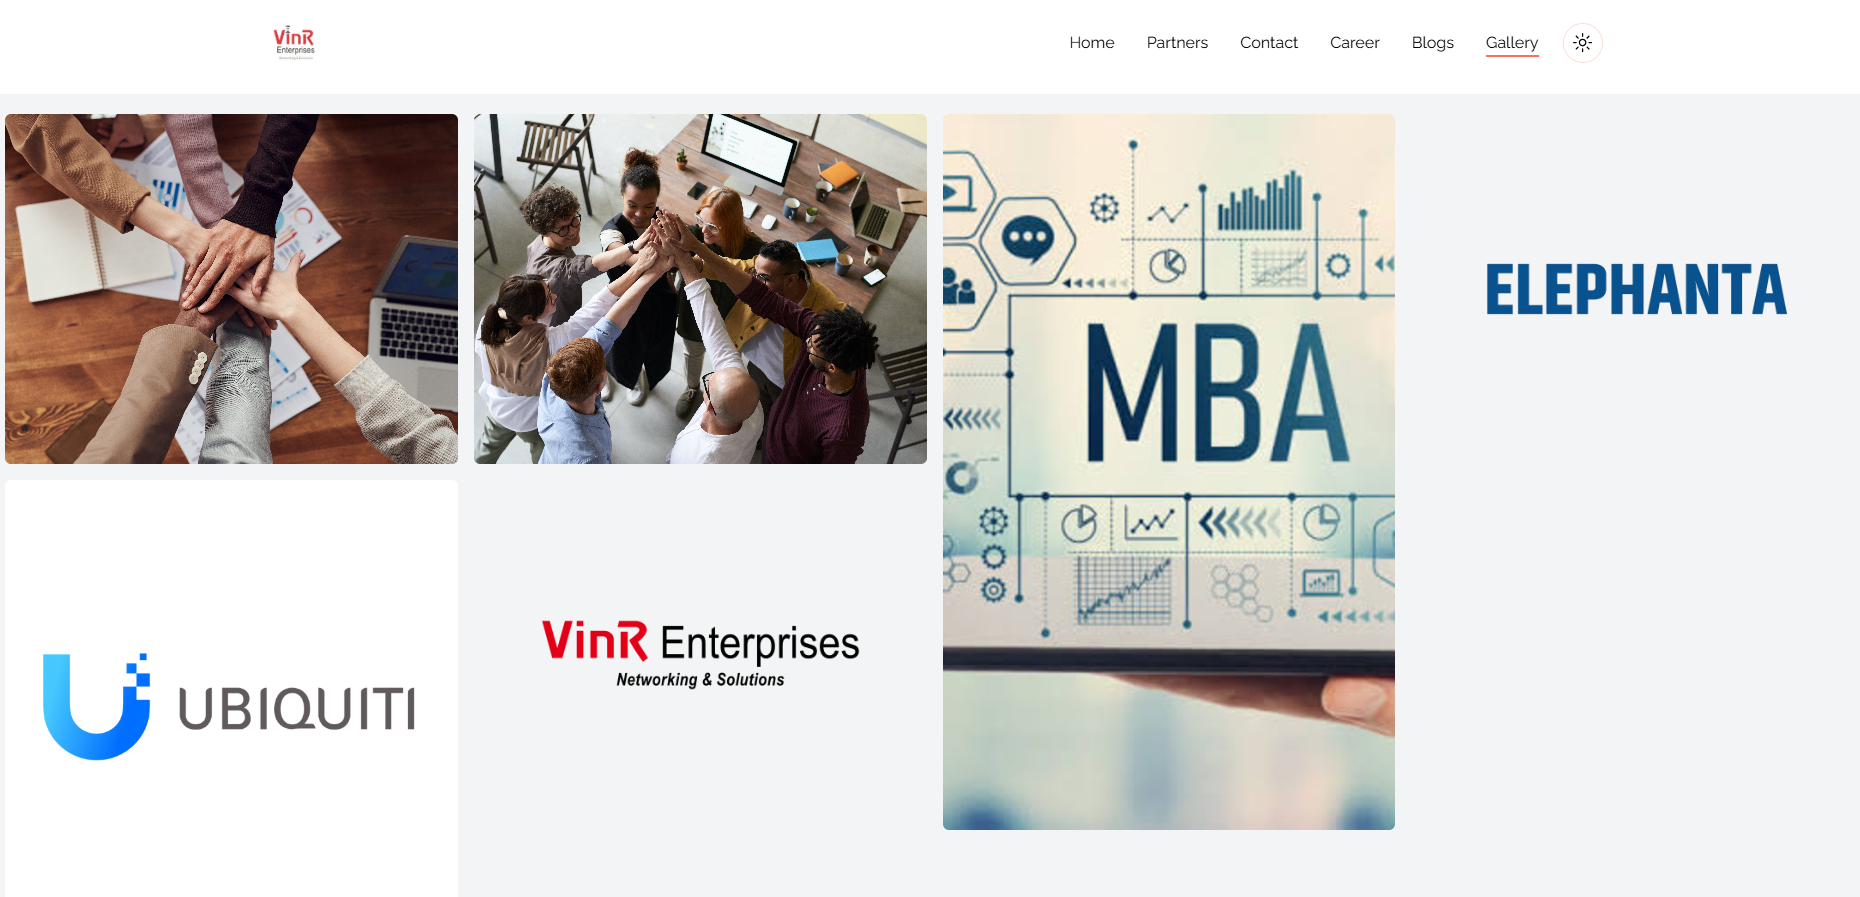 VinR
Enterprises
Home
Partners
Contact
Career
Blogs
Gallery
MBA
ELEPHANTA
UBIQUITI
VinR Enterprises
Networking & Solutions